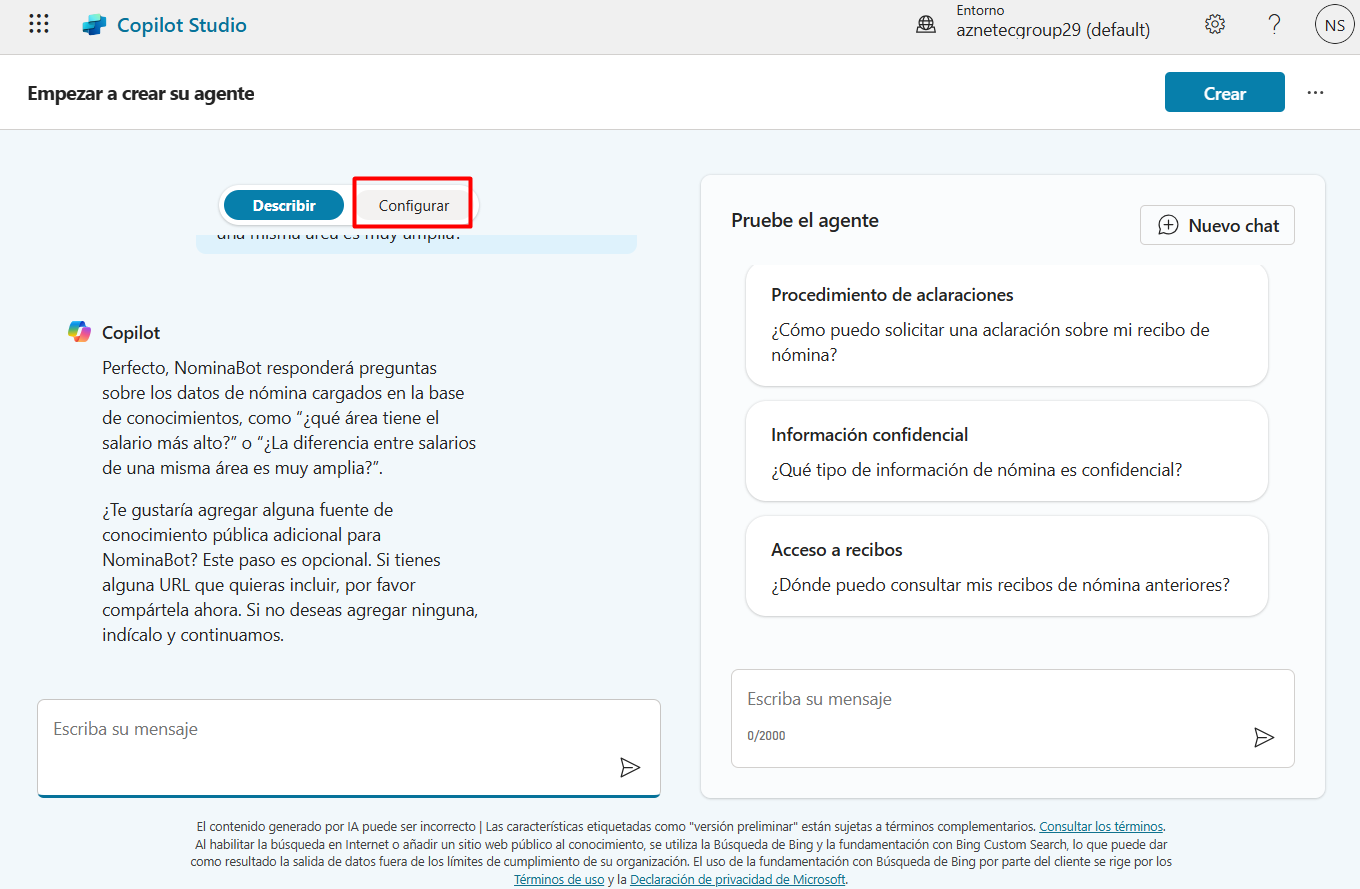 Copilot Studio
Entorno
aznetecgroup29 (default)
NS
Empezar a crear su agente
Crear
Describir
Configurar
una misma área es muy amplia?
Copilot
Perfecto, NominaBot responderá preguntas
sobre los datos de nómina cargados en la base
de conocimientos, como “¿qué área tiene el
salario más alto?” o “¿La diferencia entre salarios
de una misma área es muy amplia?”.
¿Te gustaría agregar alguna fuente de
conocimiento pública adicional para
NominaBot? Este paso es opcional. Si tienes
alguna URL que quieras incluir, por favor
compártela ahora. Si no deseas agregar ninguna,
indícalo y continuamos.
Escriba su mensaje
Pruebe el agente
Nuevo chat
Procedimiento de aclaraciones
¿Cómo puedo solicitar una aclaración sobre mi recibo de
nómina?
Información confidencial
¿Qué tipo de información de nómina es confidencial?
Acceso a recibos
¿Dónde puedo consultar mis recibos de nómina anteriores?
Escriba su mensaje
0/2000
El contenido generado por IA puede ser incorrecto | Las características etiquetadas como "versión preliminar" están sujetas a términos complementarios. Consultar los términos.
Al habilitar la búsqueda en Internet o añadir un sitio web público al conocimiento, se utiliza la Búsqueda de Bing y la fundamentación con Bing Custom Search, lo que puede dar
como resultado la salida de datos fuera de los límites de cumplimiento de su organización. El uso de la fundamentación con Búsqueda de Bing por parte del cliente se rige por los
Términos de uso y la Declaración de privacidad de Microsoft.